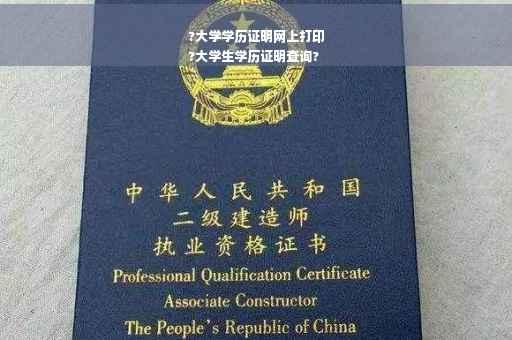 ?大学学历证明网上打印
?大学生学历证明查询?
中华人民共和国
二级建造师
执业资格证书
Professional Qualification Certificate
Associate Constructor
The People's Republic of China